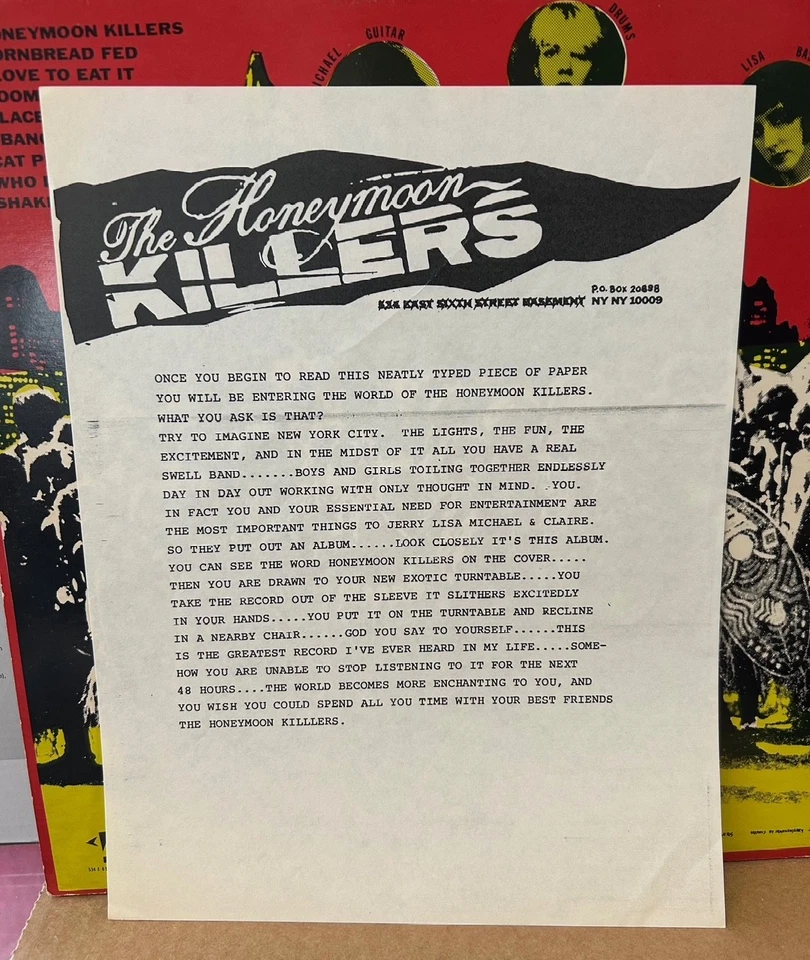 ONEYMOON KILLERS
ORNBREAD FED
LOVE TO EAT IT
MICHAEL GUITAR
DRUMS
LISA BA
The Honeymoon
KILLERS
P.O. BOX 20698
EAST SIXTH STREET BASEMENT NY NY 10009
ONCE YOU BEGIN TO READ THIS NEATLY TYPED PIECE OF PAPER
YOU WILL BE ENTERING THE WORLD OF THE HONEYMOON KILLERS.
WHAT YOU ASK IS THAT?
TRY TO IMAGINE NEW YORK CITY. THE LIGHTS, THE FUN, THE
EXCITEMENT, AND IN THE MIDST OF IT ALL YOU HAVE A REAL
SWELL BAND.......BOYS AND GIRLS TOILING TOGETHER ENDLESSLY
DAY IN DAY OUT WORKING WITH ONLY THOUGHT IN MIND. .YOU.
IN FACT YOU AND YOUR ESSENTIAL NEED FOR ENTERTAINMENT ARE
THE MOST IMPORTANT THINGS TO JERRY LISA MICHAEL & CLAIRE.
SO THEY PUT OUT AN ALBUM......LOOK CLOSELY IT'S THIS ALBUM.
YOU CAN SEE THE WORD HONEYMOON KILLERS ON THE COVER.....
THEN YOU ARE DRAWN TO YOUR NEW EXOTIC TURNTABLE.....YOU
TAKE THE RECORD OUT OF THE SLEEVE IT SLITHERS EXCITEDLY
IN YOUR HANDS.....YOU PUT IT ON THE TURNTABLE AND RECLINE
IN A NEARBY CHAIR......GOD YOU SAY TO YOURSELF......THIS
IS THE GREATEST RECORD I'VE EVER HEARD IN MY LIFE.....SOME-
HOW YOU ARE UNABLE TO STOP LISTENING TO IT FOR THE NEXT
48 HOURS....THE WORLD BECOMES MORE ENCHANTING TO YOU, AND
YOU WISH YOU COULD SPEND ALL YOU TIME WITH YOUR BEST FRIENDS
THE HONEYMOON KILLLERS.